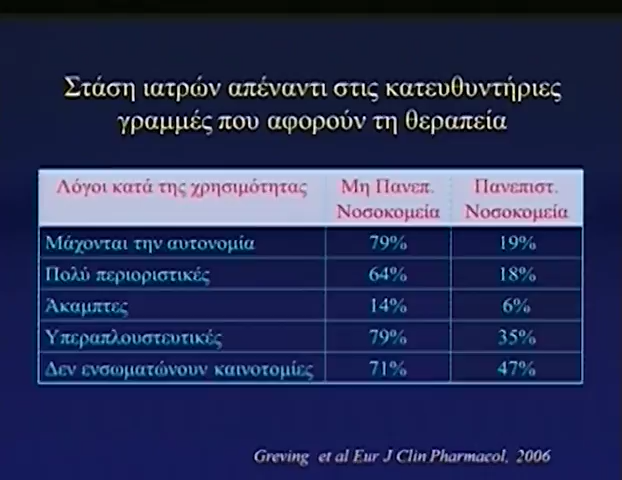 Στάση ιατρών απέναντι στις κατευθυντήριες
γραμμές που αφορούν τη θεραπεία
Λόγοι κατά της χρησιμότητας Μη Πανεπ. Νοσοκομεία Πανεπιστ. Νοσοκομεία
Μάχονται την αυτονομία 79% 19%
Πολύ περιοριστικές 64% 18%
Άκαμπτες 14% 6%
Υπεραπλουστευτικές 79% 35%
Δεν ενσωματώνουν καινοτομίες 71% 47%
Greving et al Eur J Clin Pharmacol, 2006